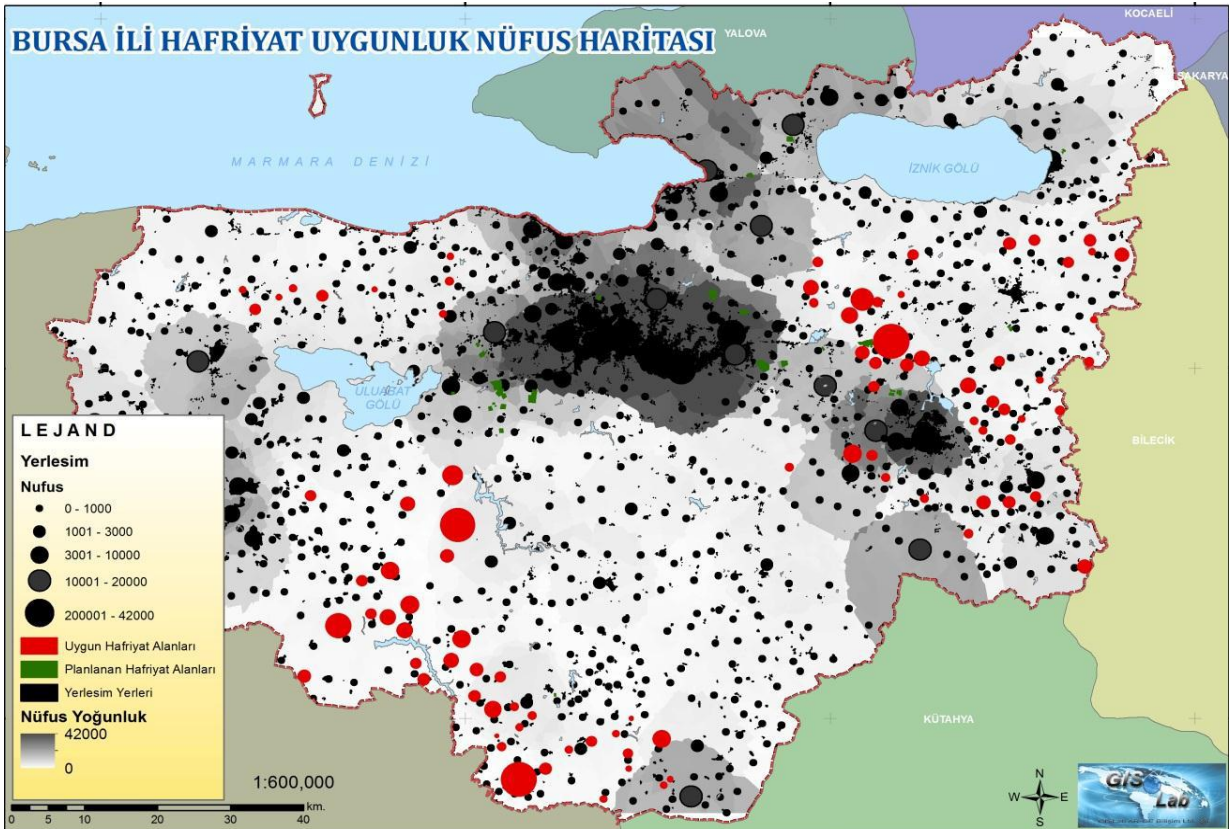 BURSA İLİ HAFRİYAT UYGUNLUK NÜFUS HARİTASI
YALOVA
KOCAELİ
SAKARYA
MARMARA DENİZİ
İZNİK GÖLÜ
ULUABAT
GÖLÜ
BİLECİK
KÜTAHYA
LEJAND
Yerlesim
Nufus
0 - 1000
1001 - 3000
3001 - 10000
10001 - 20000
200001 - 42000
Uygun Hafriyat Alanları
Planlanan Hafriyat Alanları
Yerlesim Yerleri
Nüfus Yoğunluk
42000
0
1:600,000
km.
0 5 10 20 30 40
N
W E
S
GIS
Lab